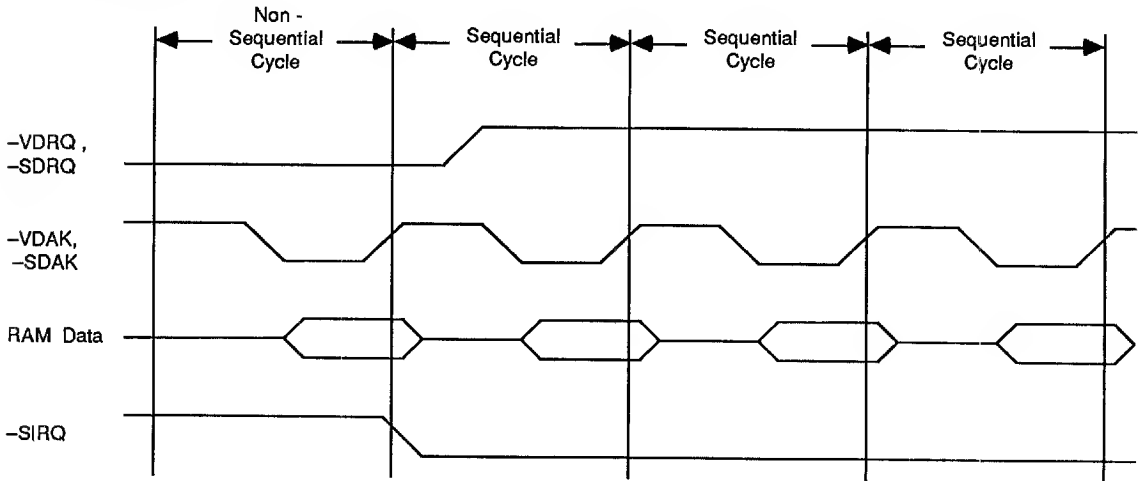 Non -
Sequential
Cycle
Sequential
Cycle
Sequential
Cycle
Sequential
Cycle
–VDRQ ,
–SDRQ
–VDAK,
–SDAK
RAM Data
–SIRQ